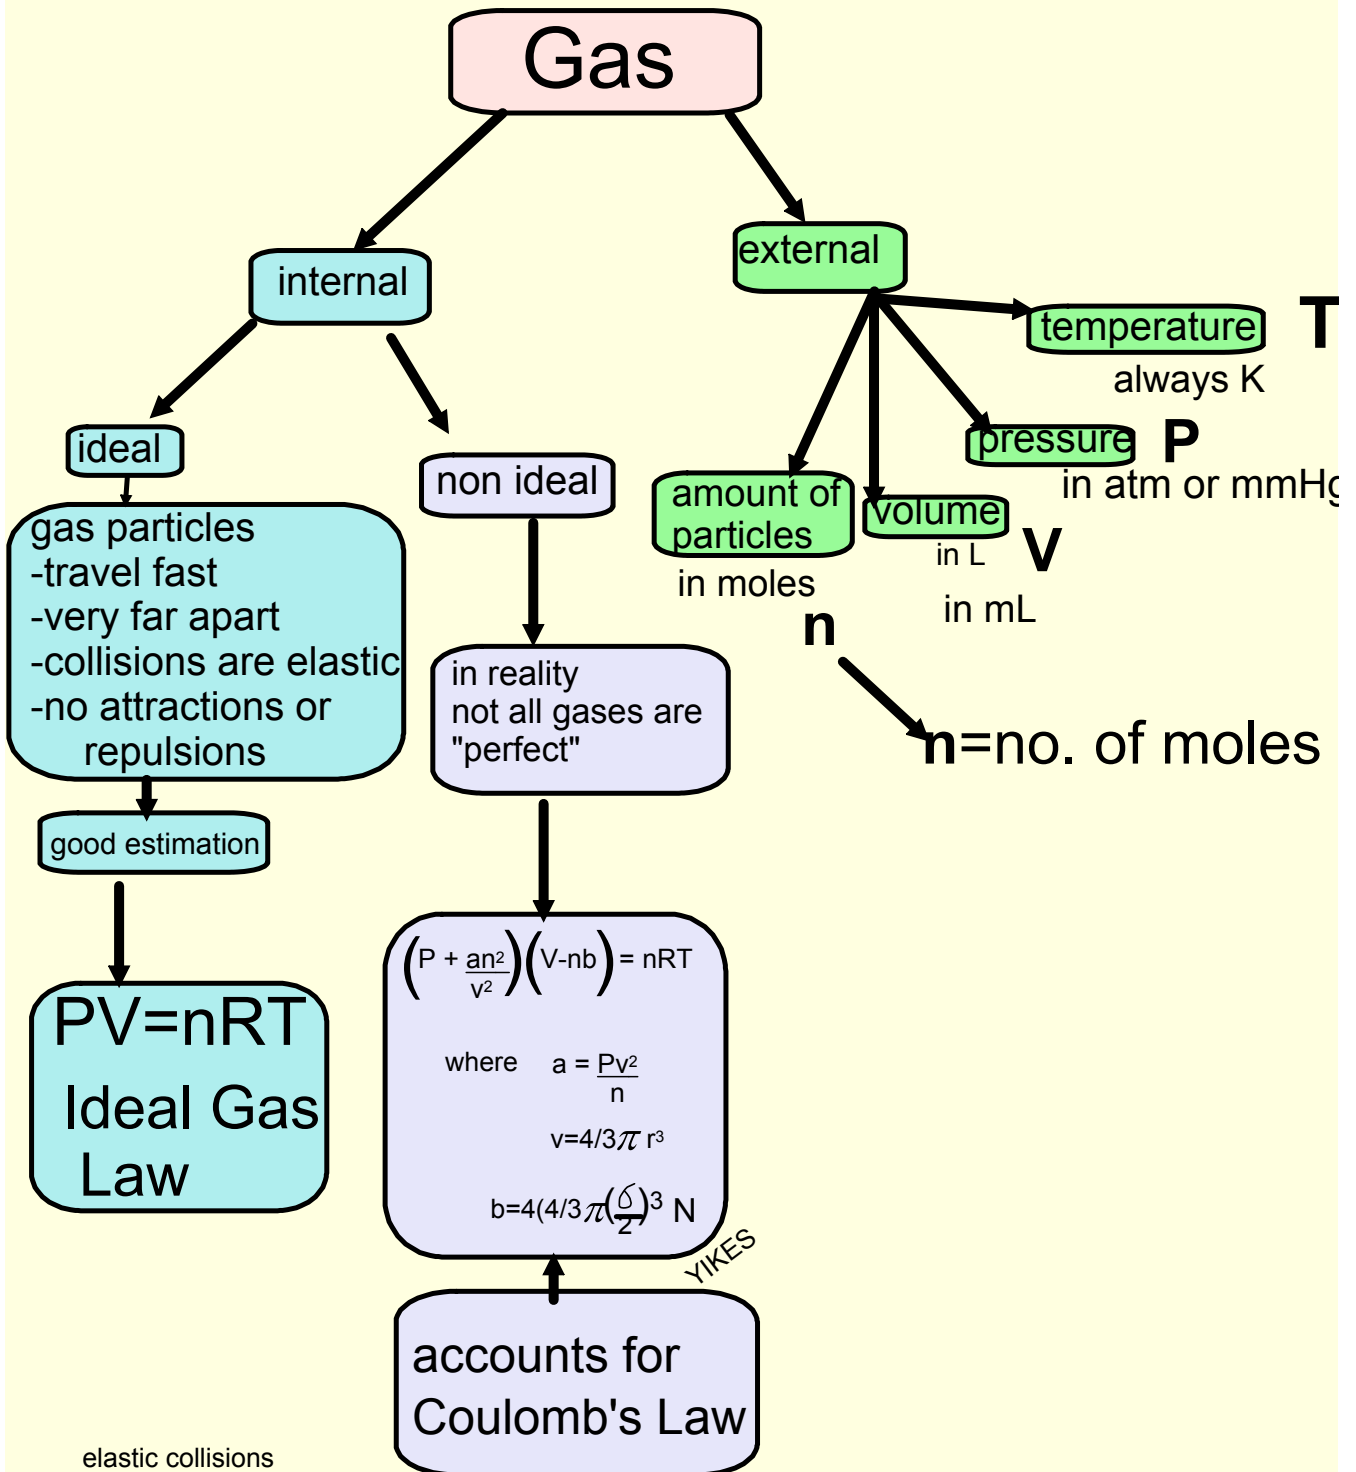 Gas
internal
external
temperature T
always K
pressure P
in atm or mmHg
amount of
particles
in moles
n
volume
in L V
in mL
n=no. of moles
ideal
gas particles
-travel fast
-very far apart
-collisions are elastic
-no attractions or
repulsions
good estimation
PV=nRT
Ideal Gas
Law
non ideal
in reality
not all gases are
"perfect"
(P + an²/v²)(V-nb) = nRT
where a = Pv²/n
v=4/3π r³
b=4(4/3π(σ/2)³ N
YIKES
accounts for
Coulomb's Law
elastic collisions